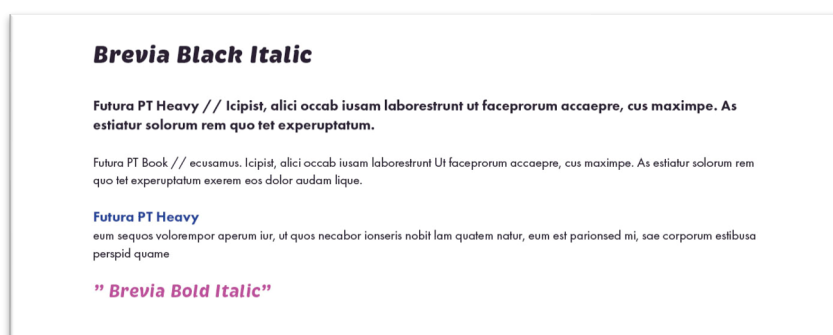 Brevia Black Italic
Futura PT Heavy // Icipist, alici occab iusam laborestrunt ut faceprorum accaepre, cus maximpe. As
estiatur solorum rem quo tet experuptatum.
Futura PT Book // ecusamus. Icipist, alici occab iusam laborestrunt Ut faceprorum accaepre, cus maximpe. As estiatur solorum rem
quo tet experuptatum exerem eos dolor audam lique.
Futura PT Heavy
eum sequos volorempor aperum iur, ut quos necabor ionseris nobit lam quatem natur, eum est parionsed mi, sae corporum estibusa
perspid quame
” Brevia Bold Italic”